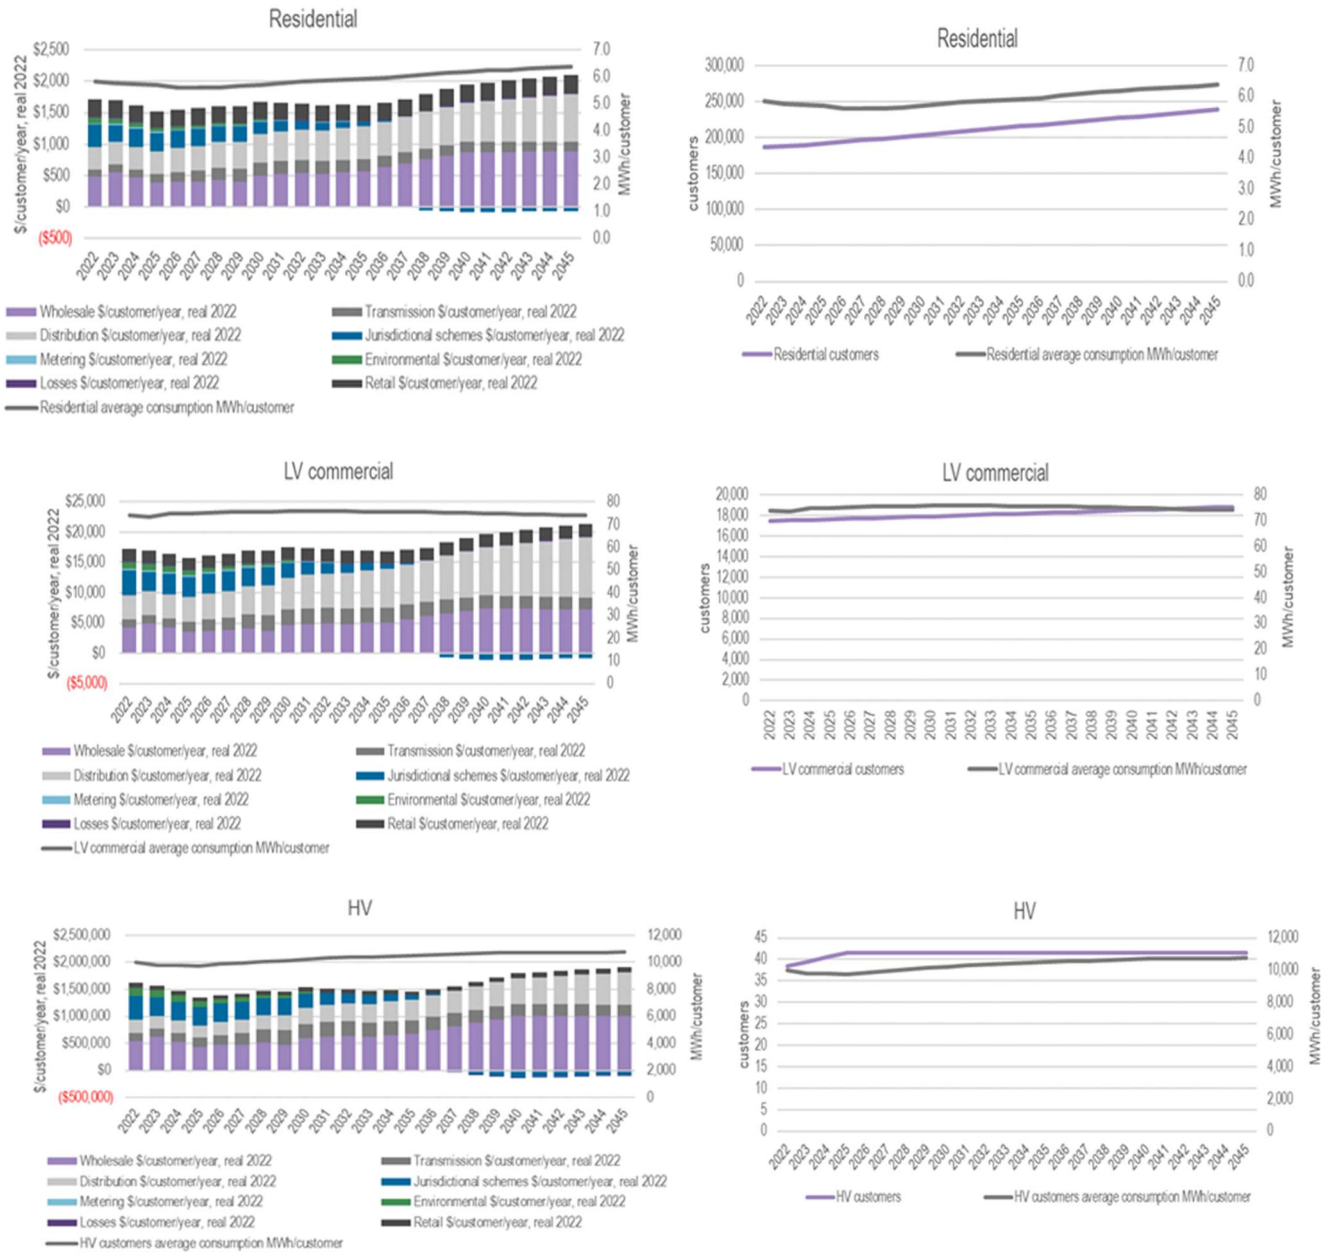 Residential
$2,500
$2,000
$1,500
$1,000
$500
$0
($500)
$/customer/year, real 2022
7.0
6.0
5.0
4.0
3.0
2.0
1.0
0.0
MWh/customer
2022 2023 2024 2025 2026 2027 2028 2029 2030 2031 2032 2033 2034 2035 2036 2037 2038 2039 2040 2041 2042 2043 2044 2045
Wholesale $/customer/year, real 2022
Transmission $/customer/year, real 2022
Distribution $/customer/year, real 2022
Jurisdictional schemes $/customer/year, real 2022
Metering $/customer/year, real 2022
Environmental $/customer/year, real 2022
Losses $/customer/year, real 2022
Retail $/customer/year, real 2022
Residential average consumption MWh/customer
Residential
300,000
250,000
200,000
150,000
100,000
50,000
0
customers
7.0
6.0
5.0
4.0
3.0
2.0
1.0
0.0
MWh/customer
2022 2023 2024 2025 2026 2027 2028 2029 2030 2031 2032 2033 2034 2035 2036 2037 2038 2039 2040 2041 2042 2043 2044 2045
Residential customers
Residential average consumption MWh/customer
LV commercial
$25,000
$20,000
$15,000
$10,000
$5,000
$0
($5,000)
$/customer/year, real 2022
80
70
60
50
40
30
20
10
0
MWh/customer
2022 2023 2024 2025 2026 2027 2028 2029 2030 2031 2032 2033 2034 2035 2036 2037 2038 2039 2040 2041 2042 2043 2044 2045
Wholesale $/customer/year, real 2022
Transmission $/customer/year, real 2022
Distribution $/customer/year, real 2022
Jurisdictional schemes $/customer/year, real 2022
Metering $/customer/year, real 2022
Environmental $/customer/year, real 2022
Losses $/customer/year, real 2022
Retail $/customer/year, real 2022
LV commercial average consumption MWh/customer
LV commercial
20,000
18,000
16,000
14,000
12,000
10,000
8,000
6,000
4,000
2,000
0
customers
80
70
60
50
40
30
20
10
0
MWh/customer
2022 2023 2024 2025 2026 2027 2028 2029 2030 2031 2032 2033 2034 2035 2036 2037 2038 2039 2040 2041 2042 2043 2044 2045
LV commercial customers
LV commercial average consumption MWh/customer
HV
$2,500,000
$2,000,000
$1,500,000
$1,000,000
$500,000
$0
($500,000)
$/customer/year, real 2022
12,000
10,000
8,000
6,000
4,000
2,000
0
MWh/customer
2022 2023 2024 2025 2026 2027 2028 2029 2030 2031 2032 2033 2034 2035 2036 2037 2038 2039 2040 2041 2042 2043 2044 2045
Wholesale $/customer/year, real 2022
Transmission $/customer/year, real 2022
Distribution $/customer/year, real 2022
Jurisdictional schemes $/customer/year, real 2022
Metering $/customer/year, real 2022
Environmental $/customer/year, real 2022
Losses $/customer/year, real 2022
Retail $/customer/year, real 2022
HV customers average consumption MWh/customer
HV
45
40
35
30
25
20
15
10
5
0
customers
12,000
10,000
8,000
6,000
4,000
2,000
0
MWh/customer
2022 2023 2024 2025 2026 2027 2028 2029 2030 2031 2032 2033 2034 2035 2036 2037 2038 2039 2040 2041 2042 2043 2044 2045
HV customers
HV customers average consumption MWh/customer